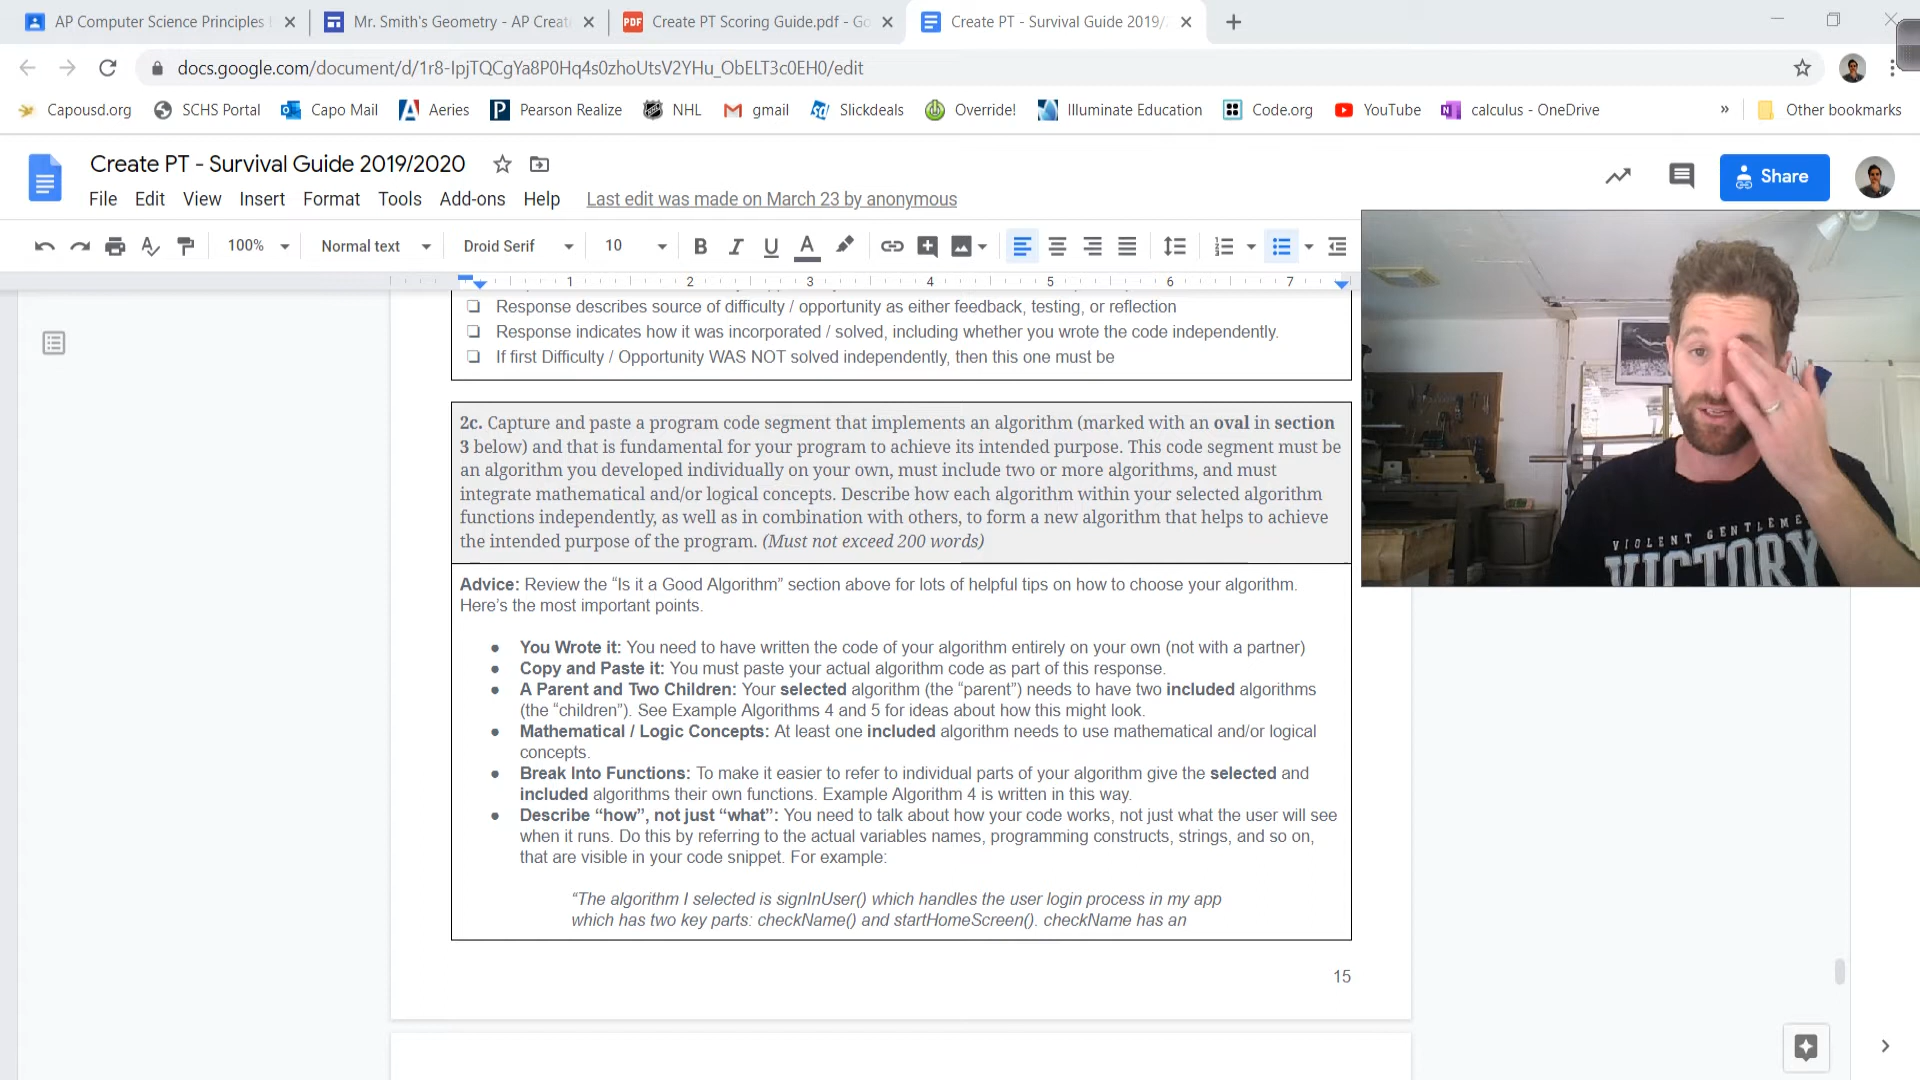 AP Computer Science Principles
Mr. Smith's Geometry - AP Creat
PDF
Create PT Scoring Guide.pdf - Go
Create PT - Survival Guide 2019/
docs.google.com/document/d/1r8-IpjTQCgYa8P0Hq4s0zhoUtsV2YHu_ObELT3c0EH0/edit
Capousd.org
SCHS Portal
Capo Mail
Aeries
Pearson Realize
NHL
gmail
Slickdeals
Override!
Illuminate Education
Code.org
YouTube
calculus - OneDrive
»
Other bookmarks
Create PT - Survival Guide 2019/2020
File Edit View Insert Format Tools Add-ons Help
Last edit was made on March 23 by anonymous
Share
100% Normal text Droid Serif 10 B I U A
1 2 3 4 5 6 7
Response describes source of difficulty / opportunity as either feedback, testing, or reflection
Response indicates how it was incorporated / solved, including whether you wrote the code independently.
If first Difficulty / Opportunity WAS NOT solved independently, then this one must be
2c. Capture and paste a program code segment that implements an algorithm (marked with an oval in section
3 below) and that is fundamental for your program to achieve its intended purpose. This code segment must be
an algorithm you developed individually on your own, must include two or more algorithms, and must
integrate mathematical and/or logical concepts. Describe how each algorithm within your selected algorithm
functions independently, as well as in combination with others, to form a new algorithm that helps to achieve
the intended purpose of the program. (Must not exceed 200 words)
Advice: Review the “Is it a Good Algorithm” section above for lots of helpful tips on how to choose your algorithm.
Here’s the most important points.
● You Wrote it: You need to have written the code of your algorithm entirely on your own (not with a partner)
● Copy and Paste it: You must paste your actual algorithm code as part of this response.
● A Parent and Two Children: Your selected algorithm (the “parent”) needs to have two included algorithms
(the “children”). See Example Algorithms 4 and 5 for ideas about how this might look.
● Mathematical / Logic Concepts: At least one included algorithm needs to use mathematical and/or logical
concepts.
● Break Into Functions: To make it easier to refer to individual parts of your algorithm give the selected and
included algorithms their own functions. Example Algorithm 4 is written in this way.
● Describe “how”, not just “what”: You need to talk about how your code works, not just what the user will see
when it runs. Do this by referring to the actual variables names, programming constructs, strings, and so on,
that are visible in your code snippet. For example:
“The algorithm I selected is signInUser() which handles the user login process in my app
which has two key parts: checkName() and startHomeScreen(). checkName has an
15
VIOLENT GENTLEME
VICTORY